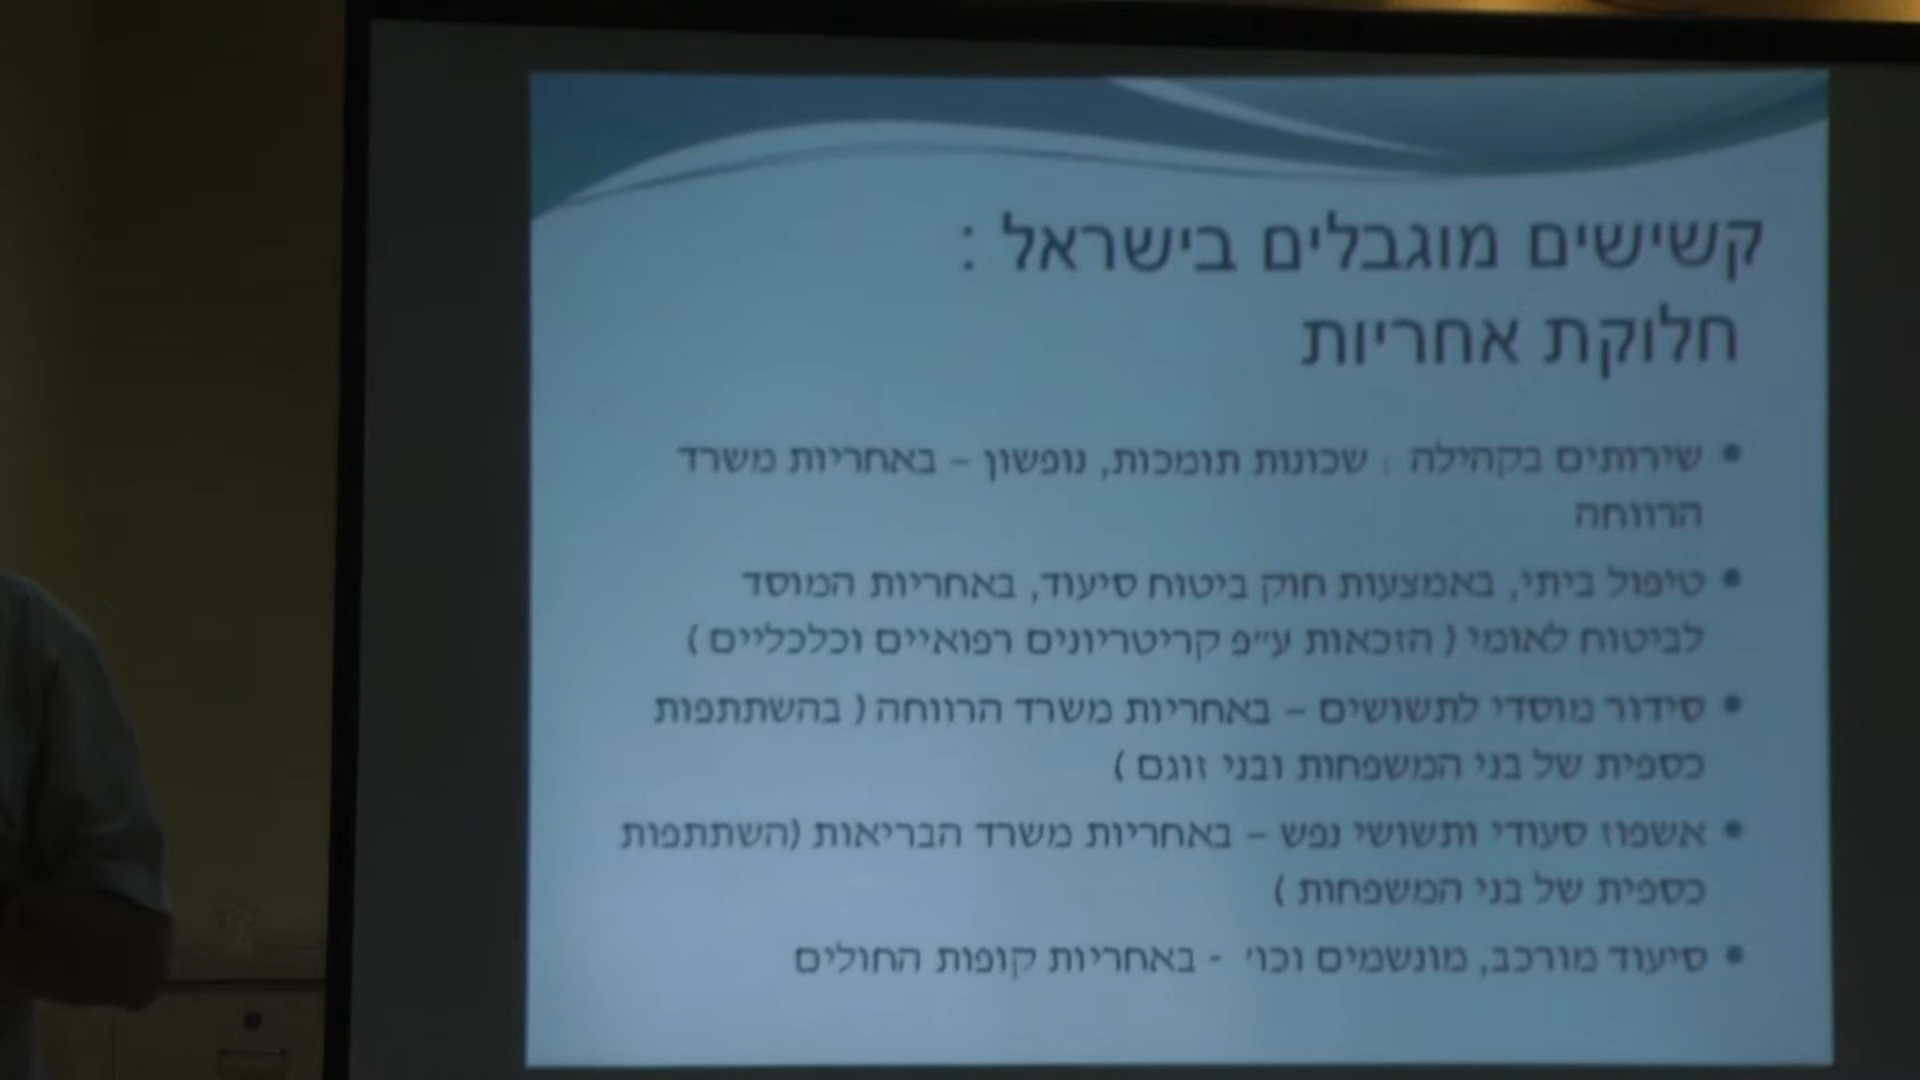 קשישים מוגבלים בישראל :
חלוקת אחריות
• שירותים בקהילה : שכונות תומכות, נופשון – באחריות משרד
הרווחה
• טיפול ביתי, באמצעות חוק ביטוח סיעוד, באחריות המוסד
לביטוח לאומי ( הזכאות ע״פ קריטריונים רפואיים וכלכליים )
• סידור מוסדי לתשושים – באחריות משרד הרווחה ( בהשתתפות
כספית של בני המשפחות ובני זוגם )
• אשפוז סעודי ותשושי נפש – באחריות משרד הבריאות (השתתפות
כספית של בני המשפחות )
• סיעוד מורכב, מונשמים וכו׳ - באחריות קופות החולים